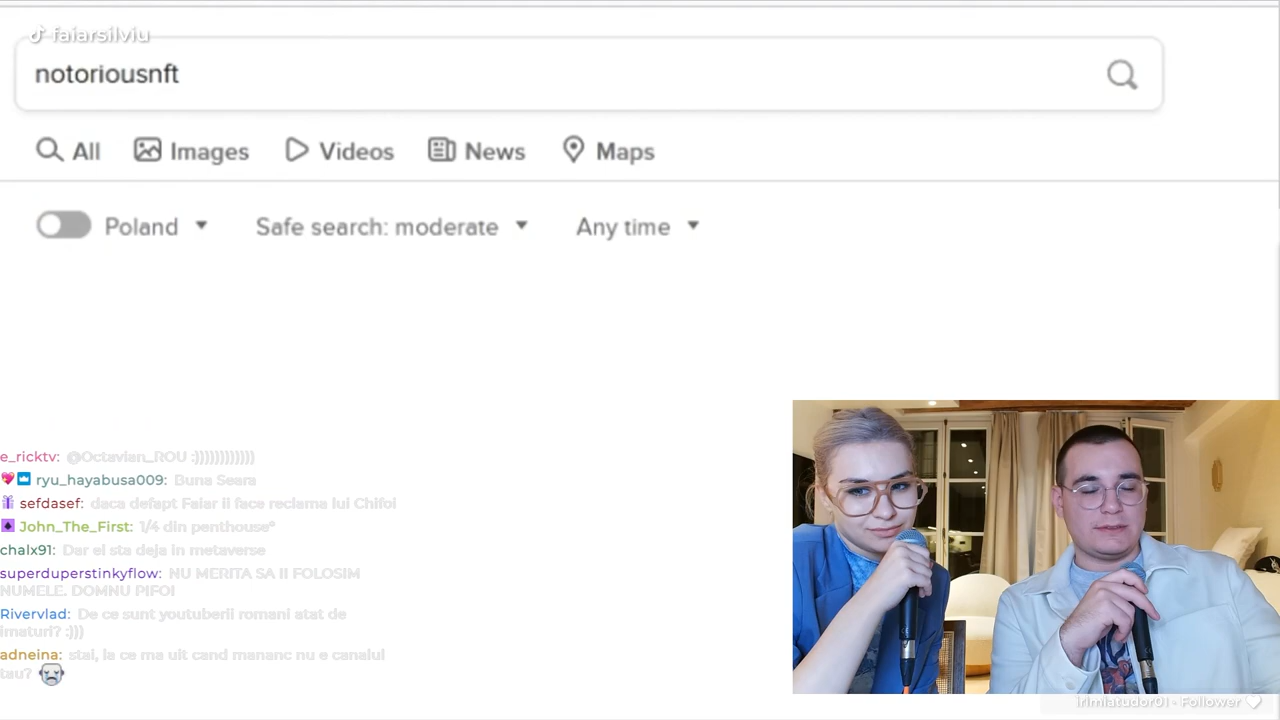 faiarsilviu
notoriousnft
All Images Videos News Maps
Poland Safe search: moderate Any time
e_ricktv: @Octavian_ROU :))))))))))))
ryu_hayabusa009: Buna Seara
sefdasef: daca defapt Faiar ii face reclama lui Chifoi
John_The_First: 1/4 din penthouse*
chalx91: Dar el sta deja in metaverse
superduperstinkyflow: NU MERITA SA II FOLOSIM
NUMELE. DOMNU PIFOI
Rivervlad: De ce sunt youtuberii romani atat de
imaturi? :)))
adneina: stai, la ce ma uit cand mananc nu e canalul
tau?
irimiatudor01 - Follower